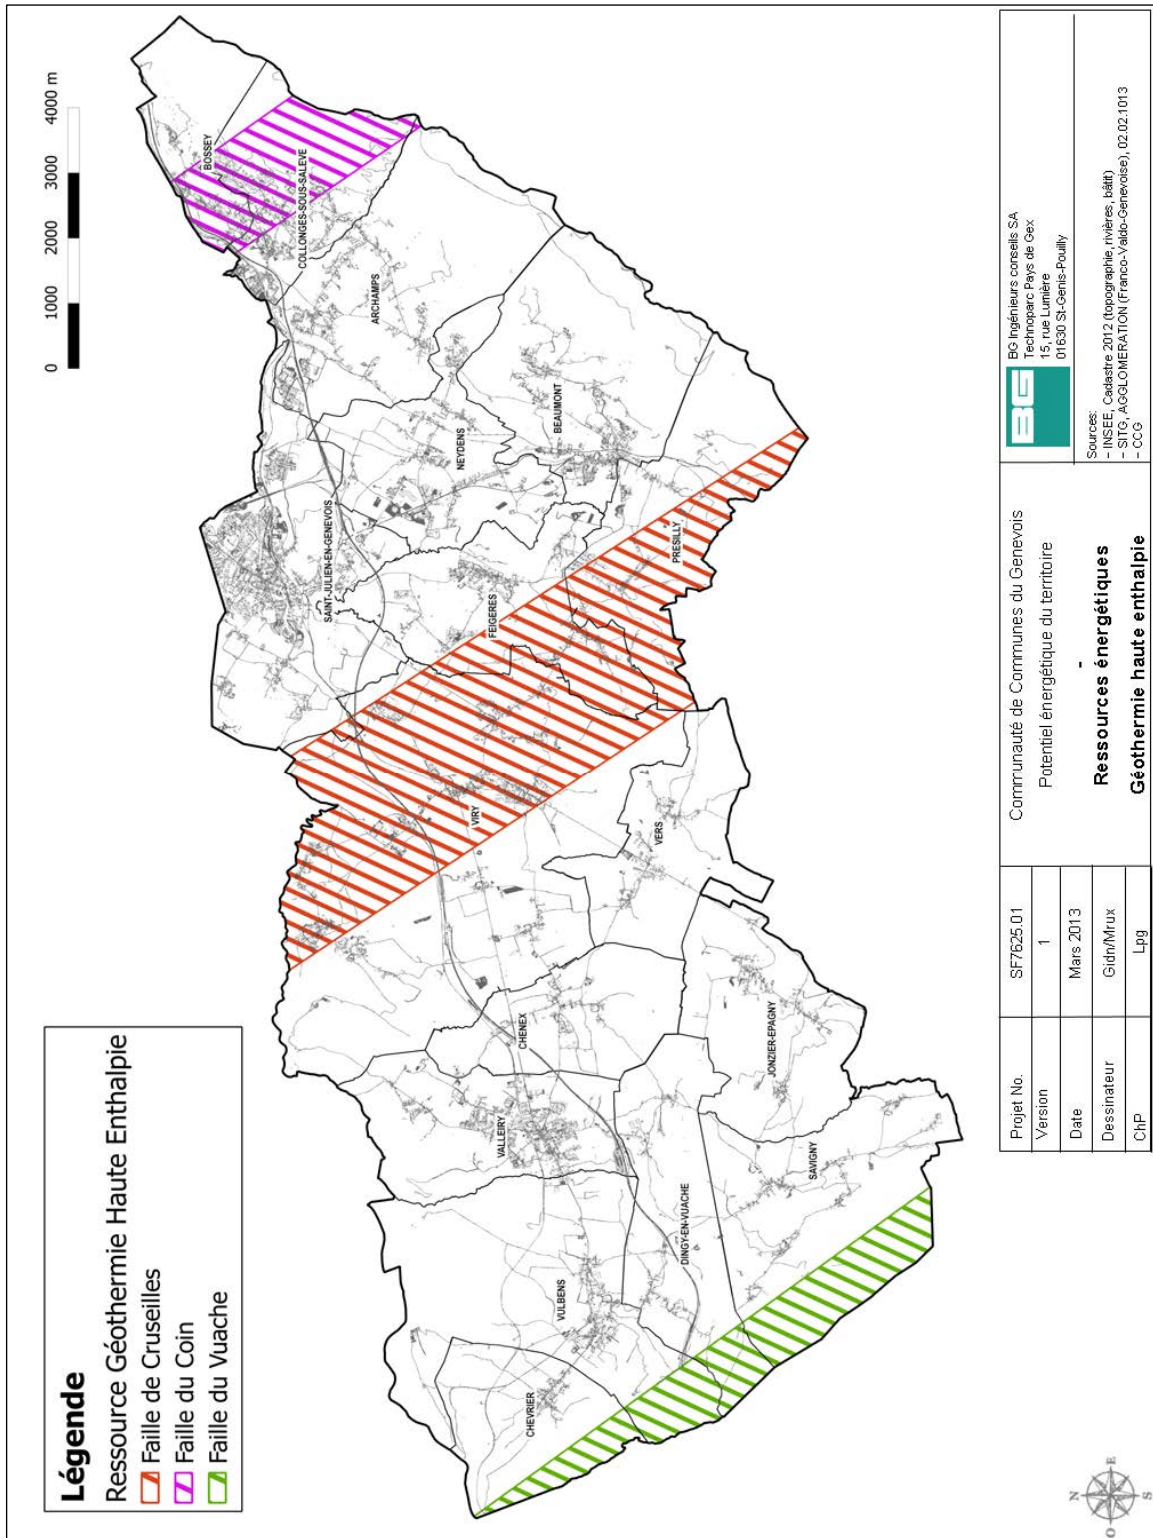 Légende
Ressource Géothermie Haute Enthalpie
Faille de Cruseilles
Faille du Coin
Faille du Vuache
0 1000 2000 3000 4000 m
BOSSEY
COLLONGES-SOUS-SALEVE
ARCHAMPS
SAINT-JULIEN-EN-GENEVOIS
NEYDENS
BEAUMONT
FEIGERES
PRESILLY
VIRY
VERS
CHENEX
VALLEIRY
JONZIER-EPAGNY
VULBENS
DINGY-EN-VUACHE
SAVIGNY
CHEVRIER
N
E
S
O
Projet No. SF7625.01
Version 1
Date Mars 2013
Dessinateur Gidn/Mrux
ChP Lpg
Communauté de Communes du Genevois
Potentiel énergétique du territoire
-
Ressources énergétiques
Géothermie haute enthalpie
BG
BG Ingénieurs conseils SA
Technoparc Pays de Gex
15, rue Lumière
01630 St-Genis-Pouilly
Sources:
- INSEE, Cadastre 2012 (topographie, rivières, bâtit)
- SITG, AGGLOMERATION (Franco-Valdo-Genevoise), 02.02.1013
- CCG